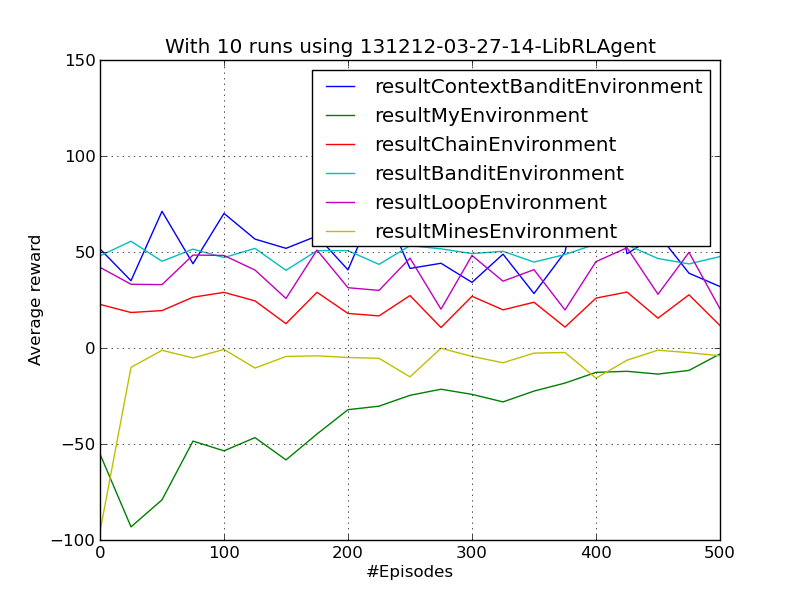 With 10 runs using 131212-03-27-14-LibRLAgent
150
100
50
0
−50
−100
Average reward
resultContextBanditEnvironment
resultMyEnvironment
resultChainEnvironment
resultBanditEnvironment
resultLoopEnvironment
resultMinesEnvironment
0 100 200 300 400 500
#Episodes